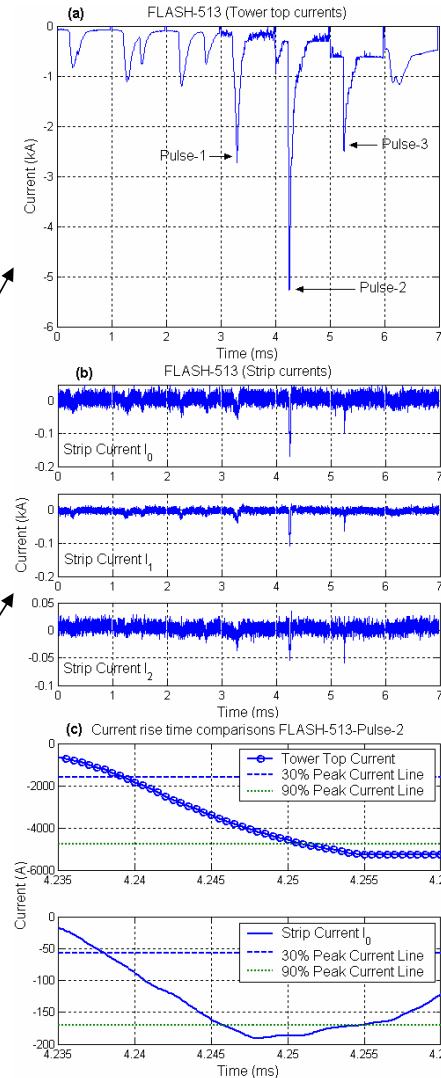 (a) FLASH-513 (Tower top currents)
0
-1
-2
-3
-4
-5
-6
Current (kA)
Pulse-1
Pulse-3
Pulse-2
0 1 2 3 4 5 6 7
Time (ms)
(b) FLASH-513 (Strip currents)
0
-0.1
-0.2
Strip Current I0
0 1 2 3 4 5 6 7
Current (kA)
0
-0.1
-0.2
Strip Current I1
0 1 2 3 4 5 6 7
0.05
0
-0.05
-0.1
Strip Current I2
0 1 2 3 4 5 6 7
Time (ms)
(c) Current rise time comparisons FLASH-513-Pulse-2
0
-2000
-4000
-6000
Tower Top Current
30% Peak Current Line
90% Peak Current Line
4.235 4.24 4.245 4.25 4.255 4.2
Current (A)
0
-50
-100
-150
-200
Strip Current I0
30% Peak Current Line
90% Peak Current Line
4.235 4.24 4.245 4.25 4.255 4.2
Time (ms)